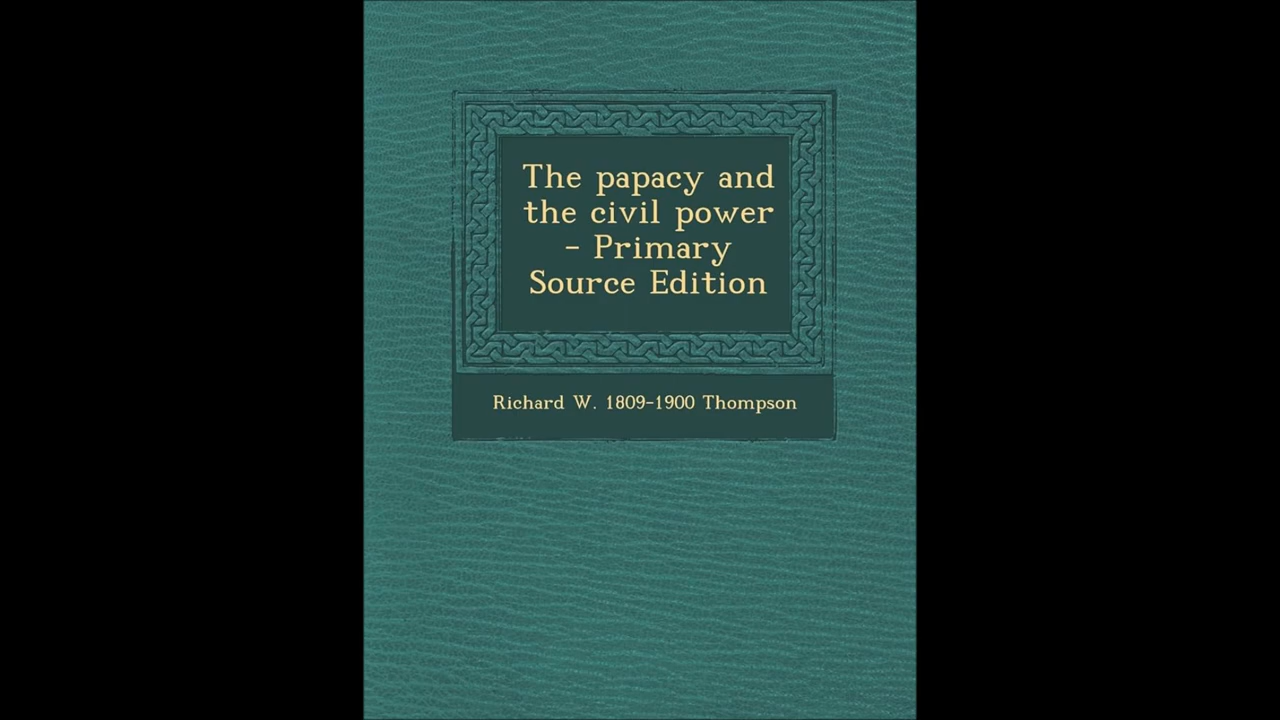 The papacy and
the civil power
- Primary
Source Edition
Richard W. 1809-1900 Thompson